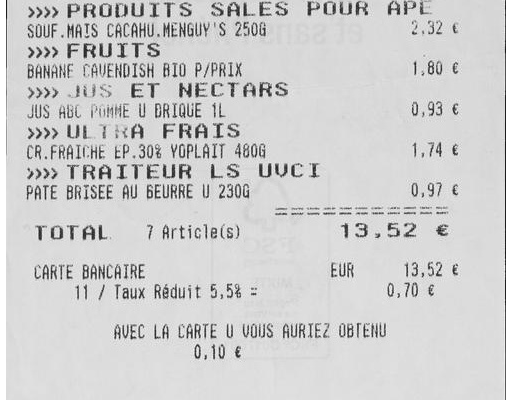 >>>> PRODUITS SALES POUR APE
SOUF.MAIS CACAHU.MENGUY'S 250G 2,32 €
>>>> FRUITS
BANANE CAVENDISH BIO P/PRIX 1,80 €
>>>> JUS ET NECTARS
JUS ABC POMME U BRIQUE 1L 0,93 €
>>>> ULTRA FRAIS
CR.FRAICHE EP.30% YOPLAIT 480G 1,74 €
>>>> TRAITEUR LS UVCI
PATE BRISEE AU BEURRE U 230G 0,97 €
===========
TOTAL 7 Article(s) 13,52 €
CARTE BANCAIRE EUR 13,52 €
11 / Taux Réduit 5,5% = 0,70 €
AVEC LA CARTE U VOUS AURIEZ OBTENU
0,10 €